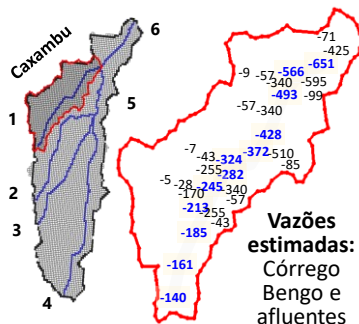 Caxambu
6
5
1
2
3
4
-71
-425
-651
-9 -57 -566
-340 -595
-493 -99
-57 -340
-428
-7 -372 -510
-43 -324 -85
-255 -282
-5 -28 -245 -340
-170 -57
-213
-255
-43
-185
-161
-140
Vazões
estimadas:
Córrego
Bengo e
afluentes